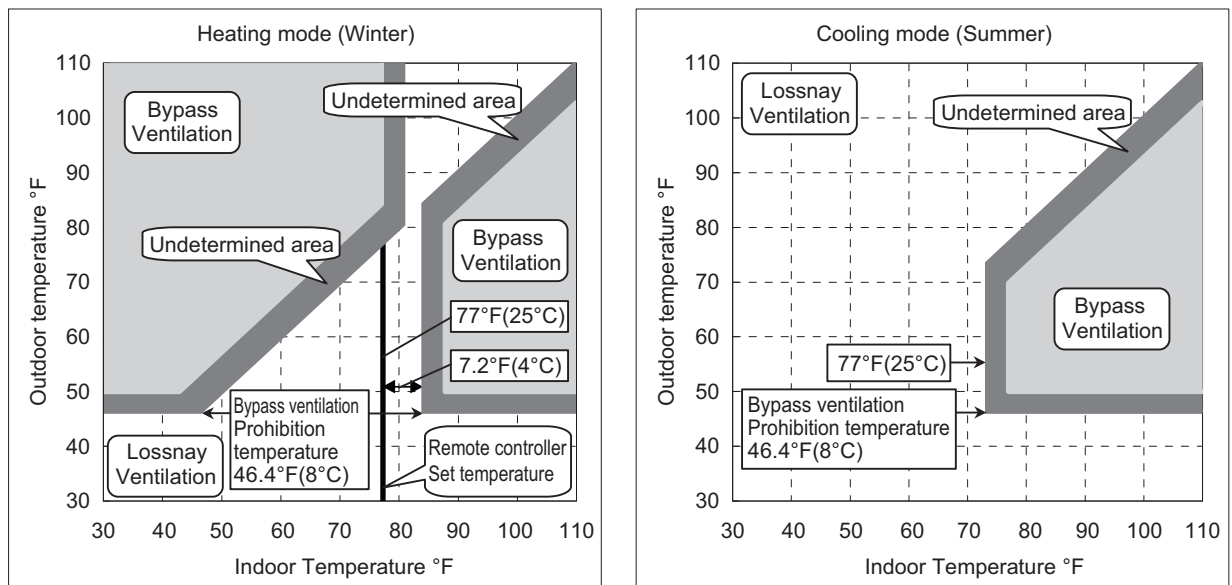 Heating mode (Winter)
110
100
90
80
70
60
50
40
30
Outdoor temperature °F
Bypass
Ventilation
Undetermined area
Undetermined area
Bypass
Ventilation
77°F(25°C)
7.2°F(4°C)
Bypass ventilation
Prohibition
temperature
46.4°F(8°C)
Lossnay
Ventilation
Remote controller
Set temperature
30 40 50 60 70 80 90 100 110
Indoor Temperature °F
Cooling mode (Summer)
110
100
90
80
70
60
50
40
30
Outdoor temperature °F
Lossnay
Ventilation
Undetermined area
Bypass
Ventilation
77°F(25°C)
Bypass ventilation
Prohibition temperature
46.4°F(8°C)
30 40 50 60 70 80 90 100 110
Indoor Temperature °F